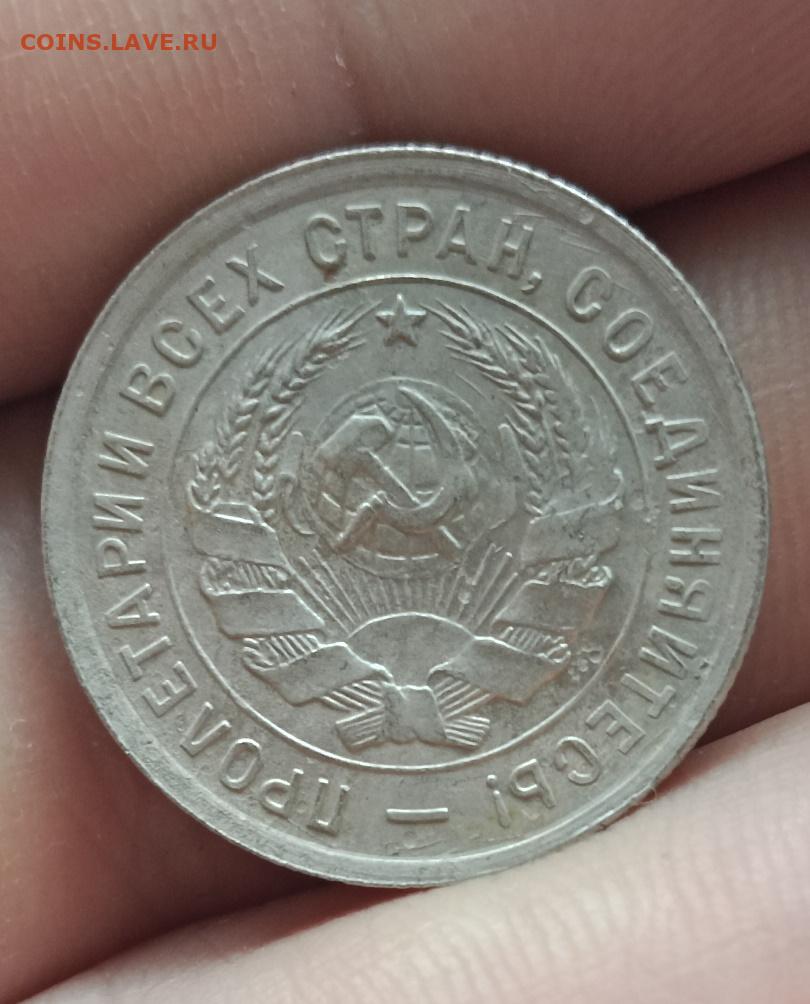 COINS.LAVE.RU
ПРОЛЕТАРИИ ВСЕХ СТРАН, СОЕДИНЯЙТЕСЬ! —